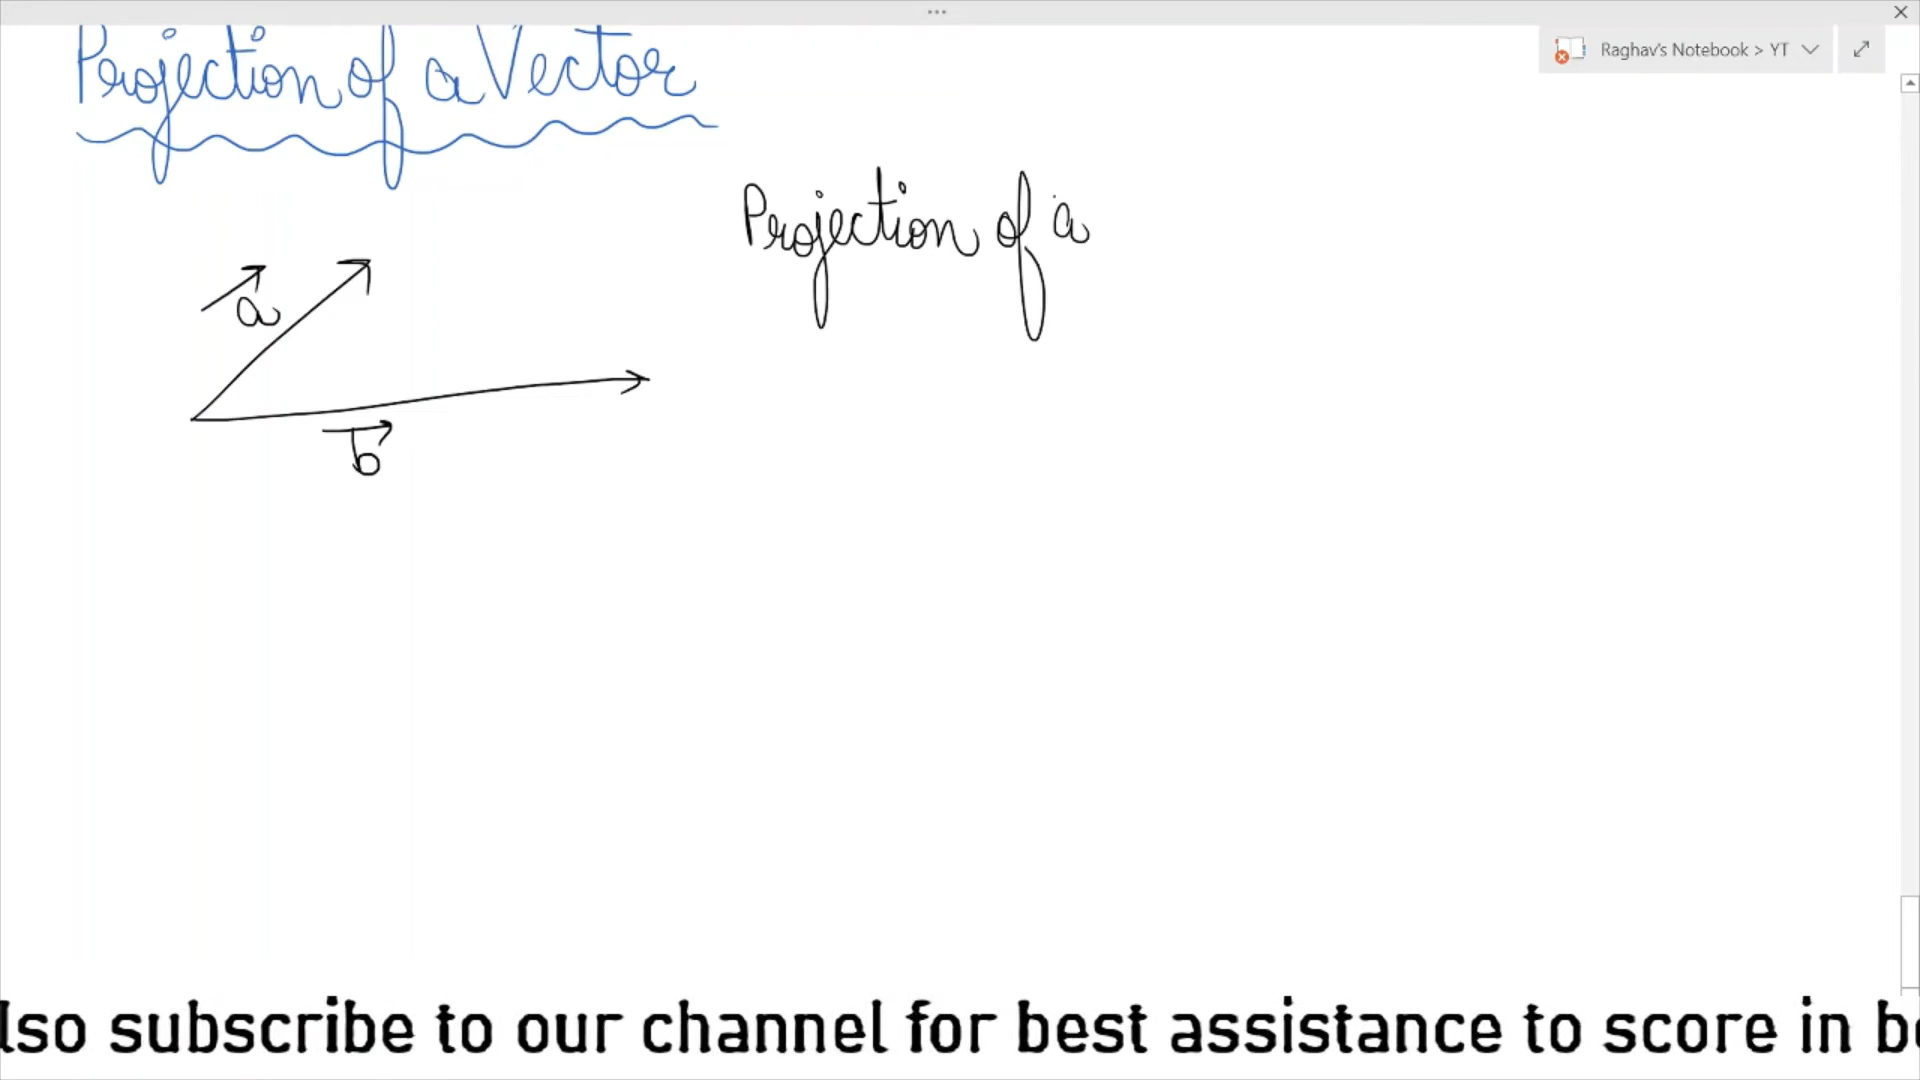 Projection of a Vector
Raghav's Notebook > YT
Projection of a
a
b
lso subscribe to our channel for best assistance to score in b